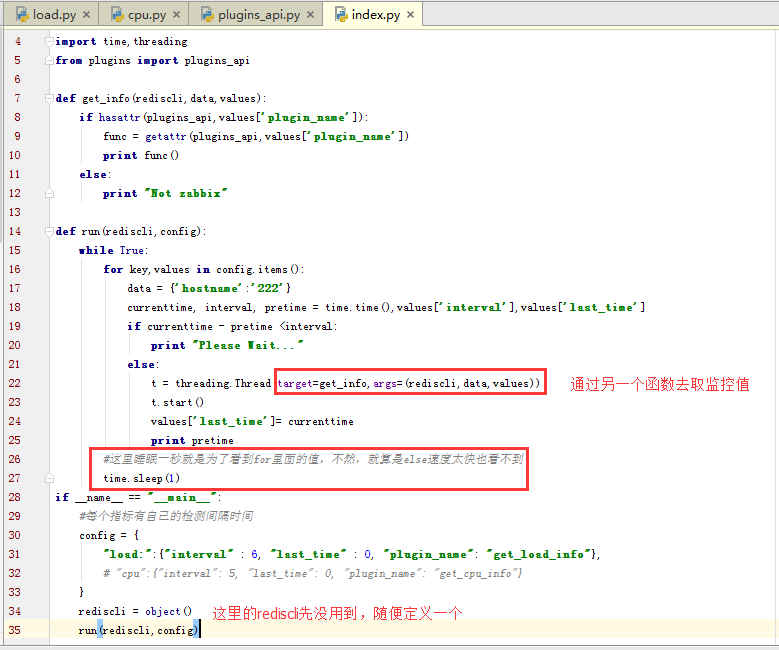 load.py × cpu.py × plugins_api.py × index.py ×
4 import time,threading
5 from plugins import plugins_api
6
7 def get_info(rediscli,data,values):
8 if hasattr(plugins_api,values['plugin_name']):
9 func = getattr(plugins_api,values['plugin_name'])
10 print func()
11 else:
12 print "Not zabbix"
13
14 def run(rediscli,config):
15 while True:
16 for key,values in config.items():
17 data = {'hostname':'222'}
18 currenttime, interval, pretime = time.time(),values['interval'],values['last_time']
19 if currenttime - pretime <interval:
20 print "Please Wait..."
21 else:
22 t = threading.Thread(target=get_info,args=(rediscli,data,values)) 通过另一个函数去取监控值
23 t.start()
24 values['last_time']= currenttime
25 print pretime
26 #这里睡眠一秒就是为了看到for里面的值，不然，就算是else速度太快也看不到
27 time.sleep(1)
28 if __name__ == "__main__":
29 #每个指标有自己的检测间隔时间
30 config = {
31 "load:":{"interval" : 6, "last_time" : 0, "plugin_name": "get_load_info"},
32 # "cpu":{"interval": 5, "last_time": 0, "plugin_name": "get_cpu_info"}
33 }
34 rediscli = object() 这里的rediscli先没用到，随便定义一个
35 run(rediscli,config)